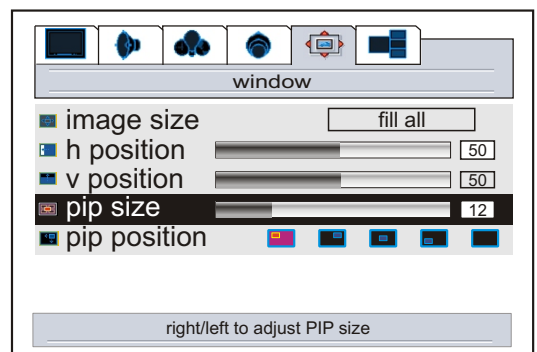 window
image size fill all
h position 50
v position 50
pip size 12
pip position
right/left to adjust PIP size